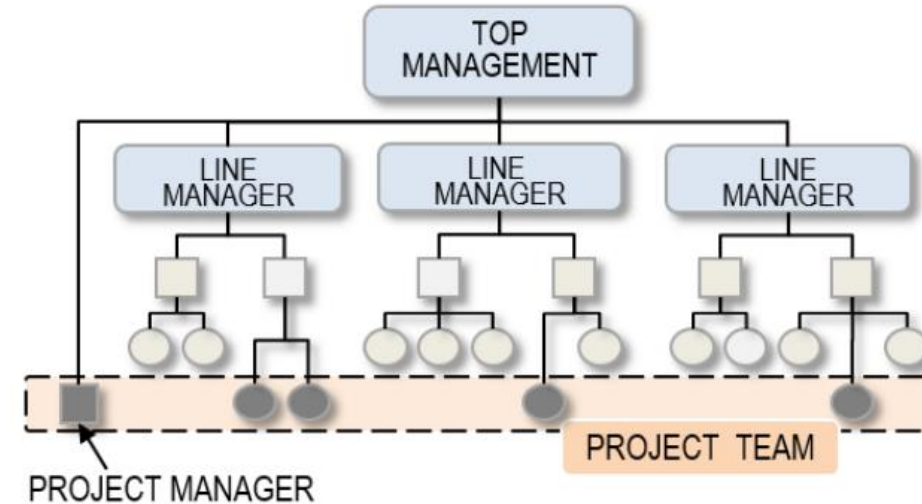 TOP
MANAGEMENT
LINE
MANAGER
LINE
MANAGER
LINE
MANAGER
PROJECT TEAM
PROJECT MANAGER